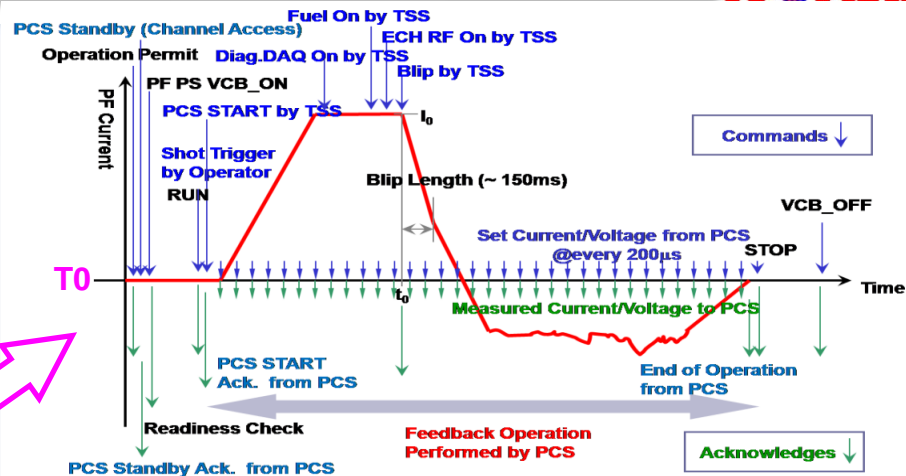 Fuel On by TSS
PCS Standby (Channel Access)
ECH RF On by TSS
Operation Permit
Diag.DAQ On by TSS
Blip by TSS
PF PS VCB_ON
PF Current
PCS START by TSS
I₀
Commands
Shot Trigger
by Operator
Blip Length (~ 150ms)
RUN
VCB_OFF
Set Current/Voltage from PCS
@every 200µs
STOP
T0
Time
t₀
Measured Current/Voltage to PCS
PCS START
Ack. from PCS
End of Operation
from PCS
Readiness Check
Feedback Operation
Performed by PCS
Acknowledges
PCS Standby Ack. from PCS